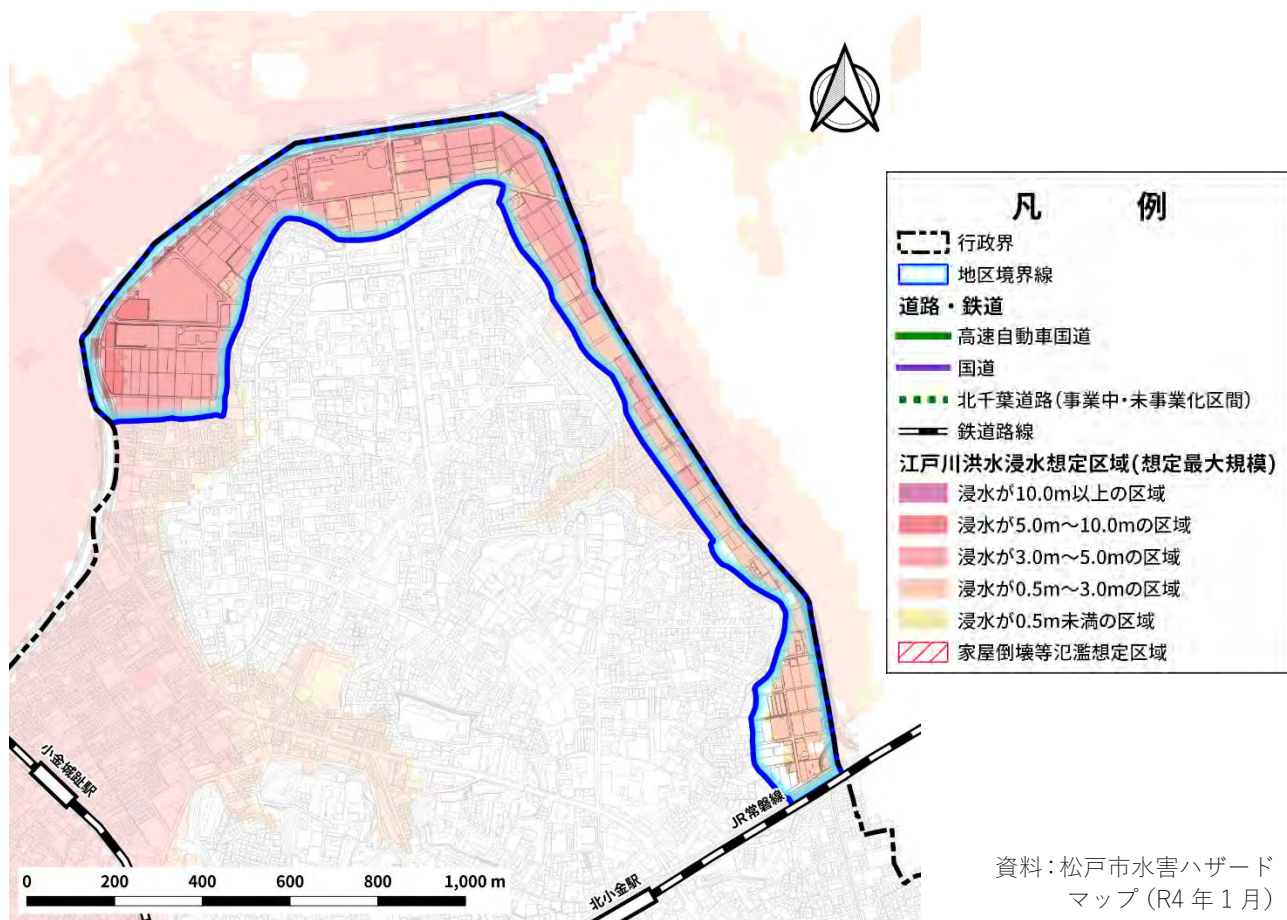 凡　例
行政界
地区境界線
道路・鉄道
高速自動車国道
国道
北千葉道路(事業中・未事業化区間)
鉄道路線
江戸川洪水浸水想定区域(想定最大規模)
浸水が10.0m以上の区域
浸水が5.0m～10.0mの区域
浸水が3.0m～5.0mの区域
浸水が0.5m～3.0mの区域
浸水が0.5m未満の区域
家屋倒壊等氾濫想定区域
小金城趾駅
JR常磐線
北小金駅
0 200 400 600 800 1,000 m
資料：松戸市水害ハザード
マップ (R4 年 1 月)